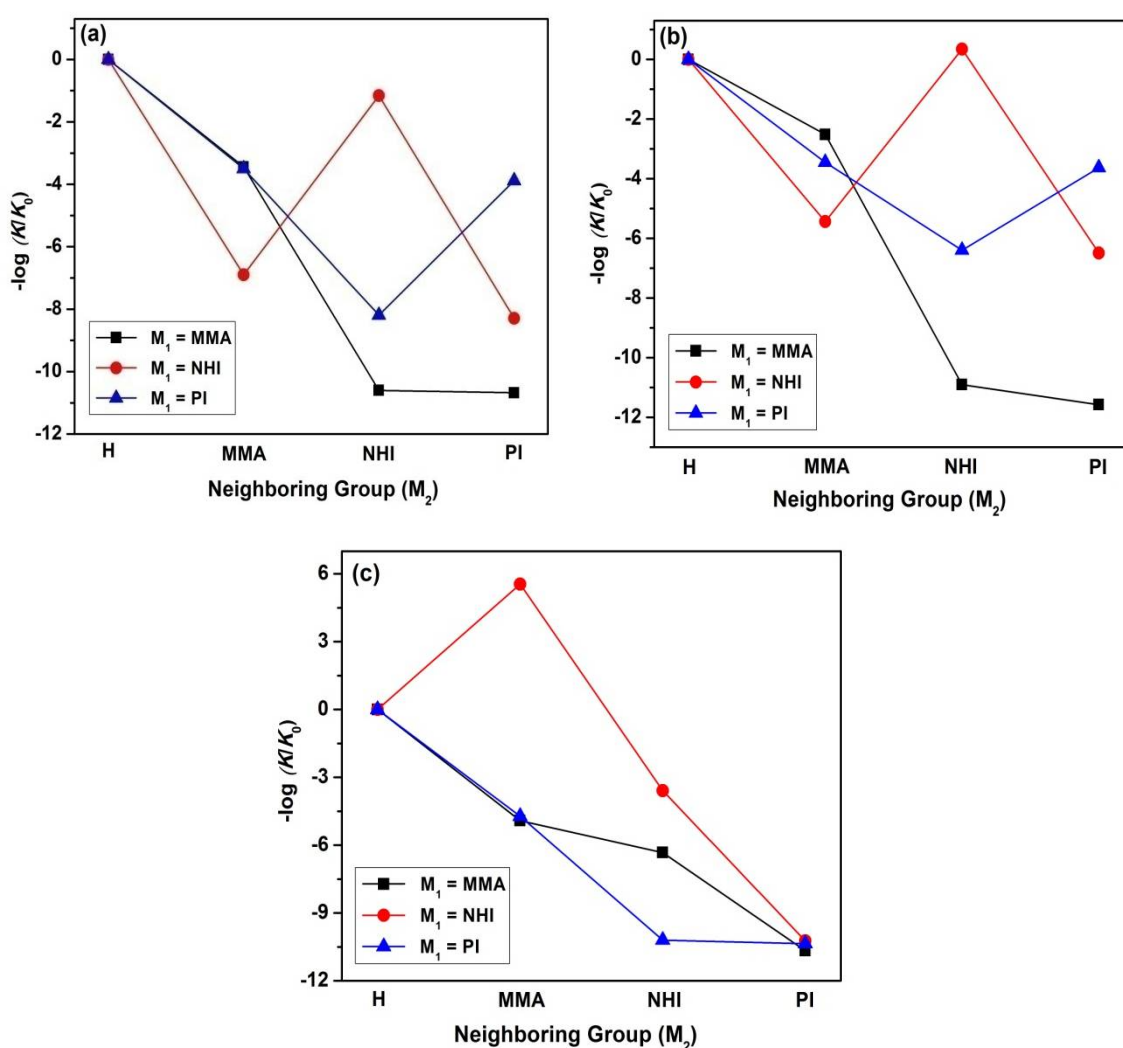 (a)
0
-2
-4
-6
-8
-10
-12
-log (K/K₀)
M₁ = MMA
M₁ = NHI
M₁ = PI
H MMA NHI PI
Neighboring Group (M₂)
(b)
0
-2
-4
-6
-8
-10
-12
-log (K/K₀)
M₁ = MMA
M₁ = NHI
M₁ = PI
H MMA NHI PI
Neighboring Group (M₂)
(c)
6
3
0
-3
-6
-9
-12
-log (K/K₀)
M₁ = MMA
M₁ = NHI
M₁ = PI
H MMA NHI PI
Neighboring Group (M₂)